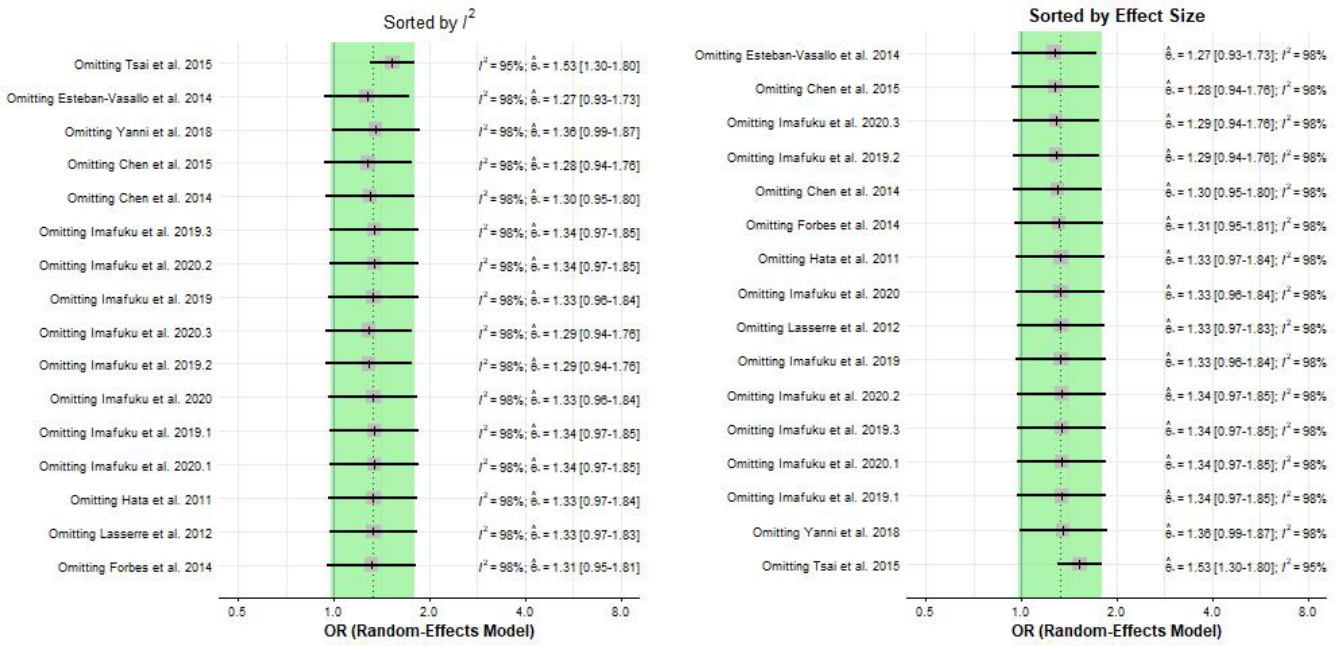 Sorted by I²
Omitting Tsai et al. 2015 I² = 95%; θ̂* = 1.53 [1.30-1.80]
Omitting Esteban-Vasallo et al. 2014 I² = 98%; θ̂* = 1.27 [0.93-1.73]
Omitting Yanni et al. 2018 I² = 98%; θ̂* = 1.36 [0.99-1.87]
Omitting Chen et al. 2015 I² = 98%; θ̂* = 1.28 [0.94-1.76]
Omitting Chen et al. 2014 I² = 98%; θ̂* = 1.30 [0.95-1.80]
Omitting Imafuku et al. 2019.3 I² = 98%; θ̂* = 1.34 [0.97-1.85]
Omitting Imafuku et al. 2020.2 I² = 98%; θ̂* = 1.34 [0.97-1.85]
Omitting Imafuku et al. 2019 I² = 98%; θ̂* = 1.33 [0.96-1.84]
Omitting Imafuku et al. 2020.3 I² = 98%; θ̂* = 1.29 [0.94-1.76]
Omitting Imafuku et al. 2019.2 I² = 98%; θ̂* = 1.29 [0.94-1.76]
Omitting Imafuku et al. 2020 I² = 98%; θ̂* = 1.33 [0.96-1.84]
Omitting Imafuku et al. 2019.1 I² = 98%; θ̂* = 1.34 [0.97-1.85]
Omitting Imafuku et al. 2020.1 I² = 98%; θ̂* = 1.34 [0.97-1.85]
Omitting Hata et al. 2011 I² = 98%; θ̂* = 1.33 [0.97-1.84]
Omitting Lasserre et al. 2012 I² = 98%; θ̂* = 1.33 [0.97-1.83]
Omitting Forbes et al. 2014 I² = 98%; θ̂* = 1.31 [0.95-1.81]
0.5 1.0 2.0 4.0 8.0
OR (Random-Effects Model)
Sorted by Effect Size
Omitting Esteban-Vasallo et al. 2014 θ̂* = 1.27 [0.93-1.73]; I² = 98%
Omitting Chen et al. 2015 θ̂* = 1.28 [0.94-1.76]; I² = 98%
Omitting Imafuku et al. 2020.3 θ̂* = 1.29 [0.94-1.76]; I² = 98%
Omitting Imafuku et al. 2019.2 θ̂* = 1.29 [0.94-1.76]; I² = 98%
Omitting Chen et al. 2014 θ̂* = 1.30 [0.95-1.80]; I² = 98%
Omitting Forbes et al. 2014 θ̂* = 1.31 [0.95-1.81]; I² = 98%
Omitting Hata et al. 2011 θ̂* = 1.33 [0.97-1.84]; I² = 98%
Omitting Imafuku et al. 2020 θ̂* = 1.33 [0.96-1.84]; I² = 98%
Omitting Lasserre et al. 2012 θ̂* = 1.33 [0.97-1.83]; I² = 98%
Omitting Imafuku et al. 2019 θ̂* = 1.33 [0.96-1.84]; I² = 98%
Omitting Imafuku et al. 2020.2 θ̂* = 1.34 [0.97-1.85]; I² = 98%
Omitting Imafuku et al. 2019.3 θ̂* = 1.34 [0.97-1.85]; I² = 98%
Omitting Imafuku et al. 2020.1 θ̂* = 1.34 [0.97-1.85]; I² = 98%
Omitting Imafuku et al. 2019.1 θ̂* = 1.34 [0.97-1.85]; I² = 98%
Omitting Yanni et al. 2018 θ̂* = 1.36 [0.99-1.87]; I² = 98%
Omitting Tsai et al. 2015 θ̂* = 1.53 [1.30-1.80]; I² = 95%
0.5 1.0 2.0 4.0 8.0
OR (Random-Effects Model)